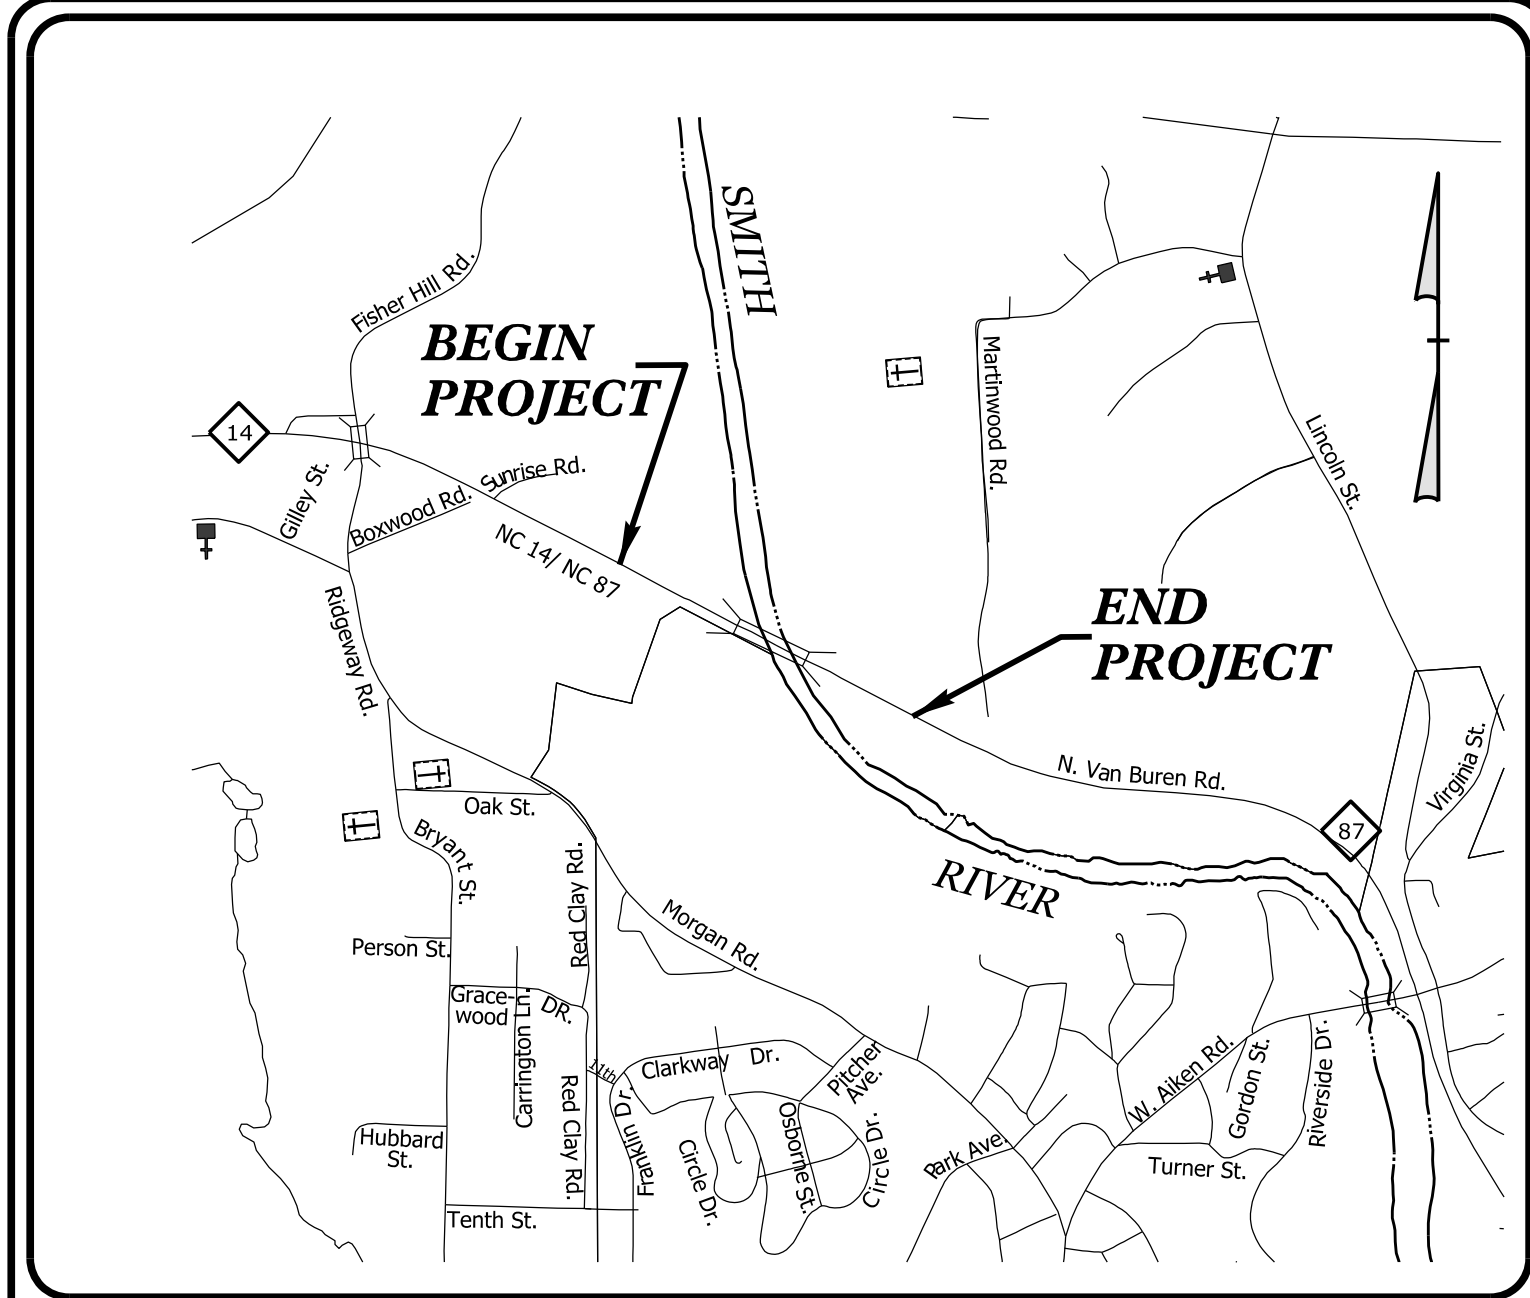 SMITH
Fisher Hill Rd.
BEGIN
PROJECT
14
Gilley St.
Boxwood Rd.
Sunrise Rd.
NC 14/ NC 87
Martinwood Rd.
Lincoln St.
Ridgeway Rd.
END
PROJECT
N. Van Buren Rd.
Virginia St.
87
Oak St.
Bryant St.
RIVER
Red Clay Rd.
Morgan Rd.
Person St.
Grace-
wood
DR.
Carrington Ln.
11th
Clarkway Dr.
Pitcher
Ave.
Red Clay Rd.
Franklin Dr.
Circle Dr.
Osborne St.
Circle Dr.
Park Ave.
W. Aiken Rd.
Gordon St.
Riverside Dr.
Turner St.
Hubbard
St.
Tenth St.